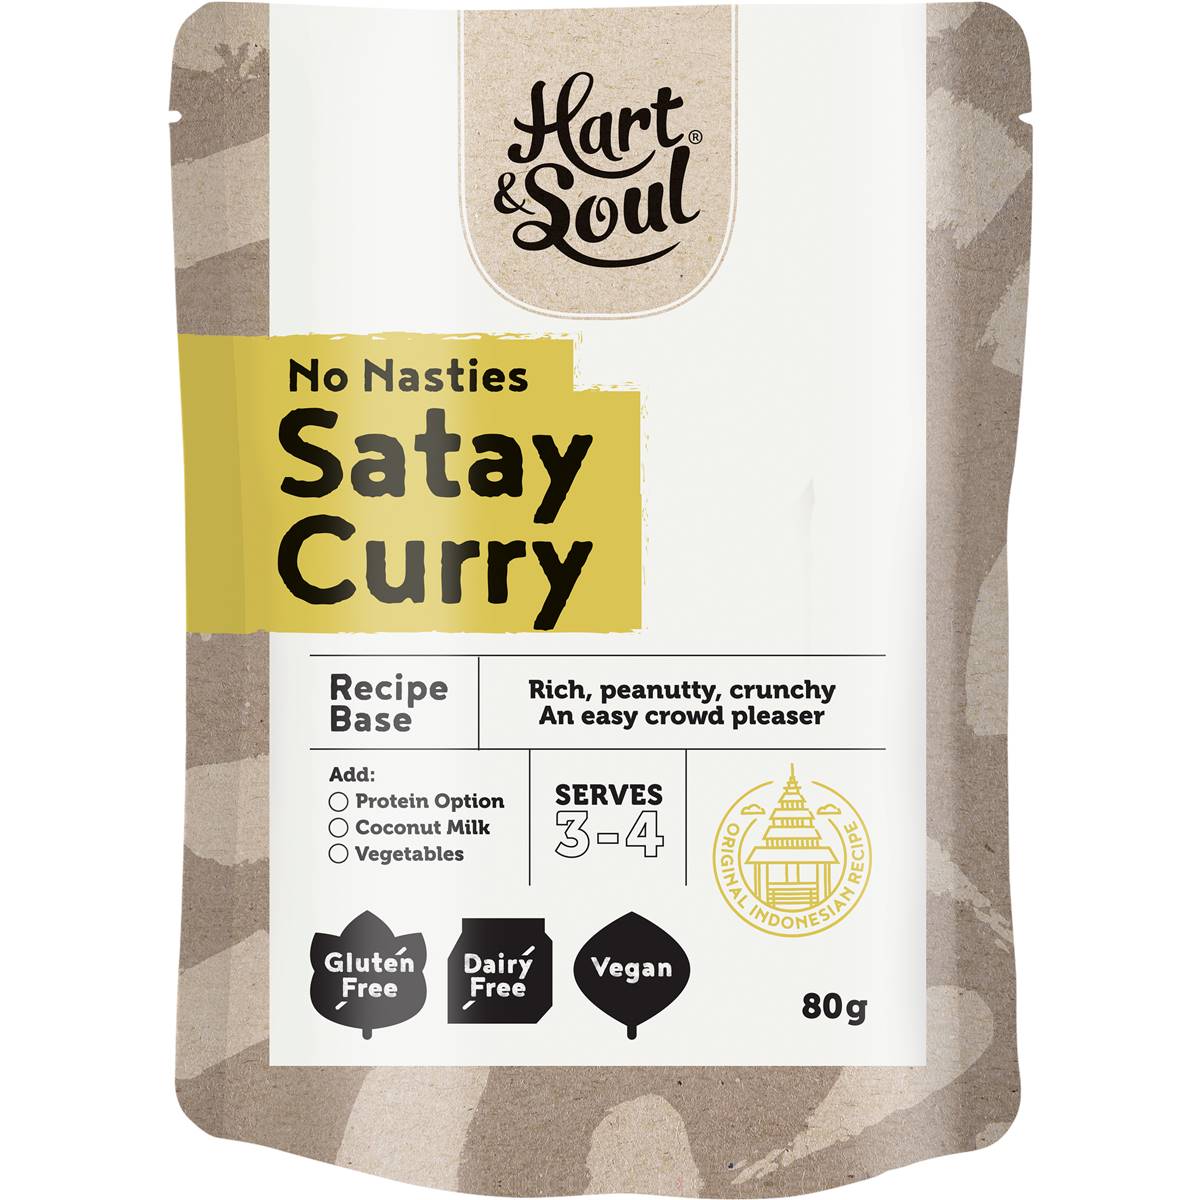 Hart
& Soul®
No Nasties
Satay
Curry
Recipe
Base
Rich, peanutty, crunchy
An easy crowd pleaser
Add:
Protein Option
Coconut Milk
Vegetables
SERVES
3-4
ORIGINAL INDONESIAN RECIPE
Gluten
Free
Dairy
Free
Vegan
80g